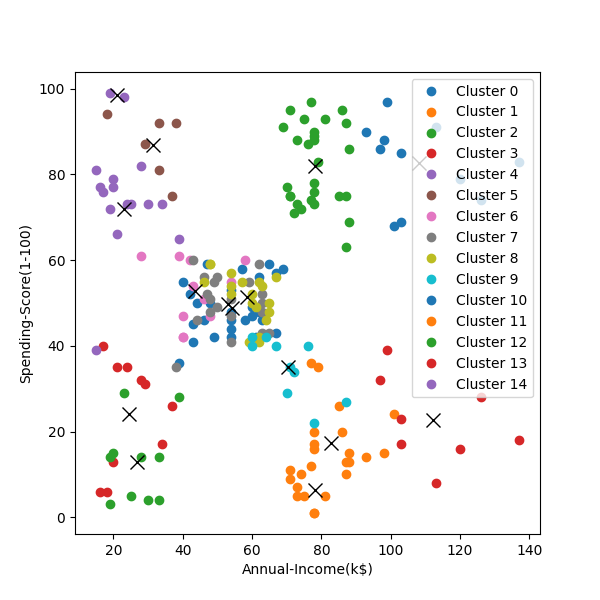 100
80
60
40
20
0
Spending-Score(1-100)
20
40
60
80
100
120
140
Annual-Income(k$)
Cluster 0
Cluster 1
Cluster 2
Cluster 3
Cluster 4
Cluster 5
Cluster 6
Cluster 7
Cluster 8
Cluster 9
Cluster 10
Cluster 11
Cluster 12
Cluster 13
Cluster 14